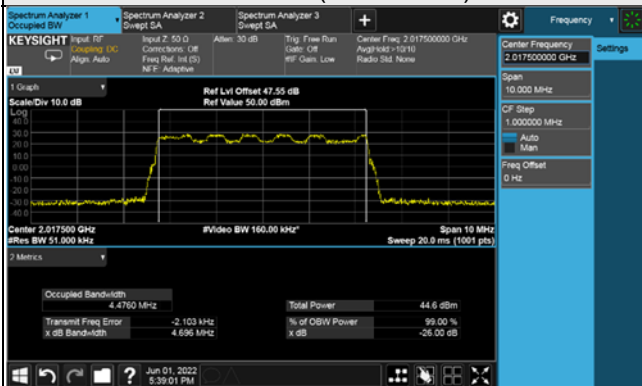 Spectrum Analyzer 1
Occupied BW
Spectrum Analyzer 2
Swept SA
Spectrum Analyzer 3
Swept SA
+
Frequency
KEYSIGHT
Input: RF
Coupling: DC
Align: Auto
Input Z: 50 Ω
Corrections: Off
Freq Ref: Int (S)
NFE: Adaptive
Atten: 30 dB
Trig: Free Run
Gate: Off
#IF Gain: Low
Center Freq: 2.017500000 GHz
Avg|Hold:>10/10
Radio Std: None
LXI
Center Frequency
2.017500000 GHz
Settings
Span
10.000 MHz
CF Step
1.000000 MHz
Auto
Man
Freq Offset
0 Hz
1 Graph
Scale/Div 10.0 dB
Ref Lvl Offset 47.55 dB
Ref Value 50.00 dBm
Log
40.0
30.0
20.0
10.0
0.00
-10.0
-20.0
-30.0
-40.0
Center 2.017500 GHz
#Res BW 51.000 kHz
#Video BW 160.00 kHz*
Span 10 MHz
Sweep 20.0 ms (1001 pts)
2 Metrics
Occupied Bandwidth
4.4760 MHz
Total Power
44.6 dBm
Transmit Freq Error
-2.103 kHz
% of OBW Power
99.00 %
x dB Bandwidth
4.696 MHz
x dB
-26.00 dB
?
Jun 01, 2022
5:39:01 PM